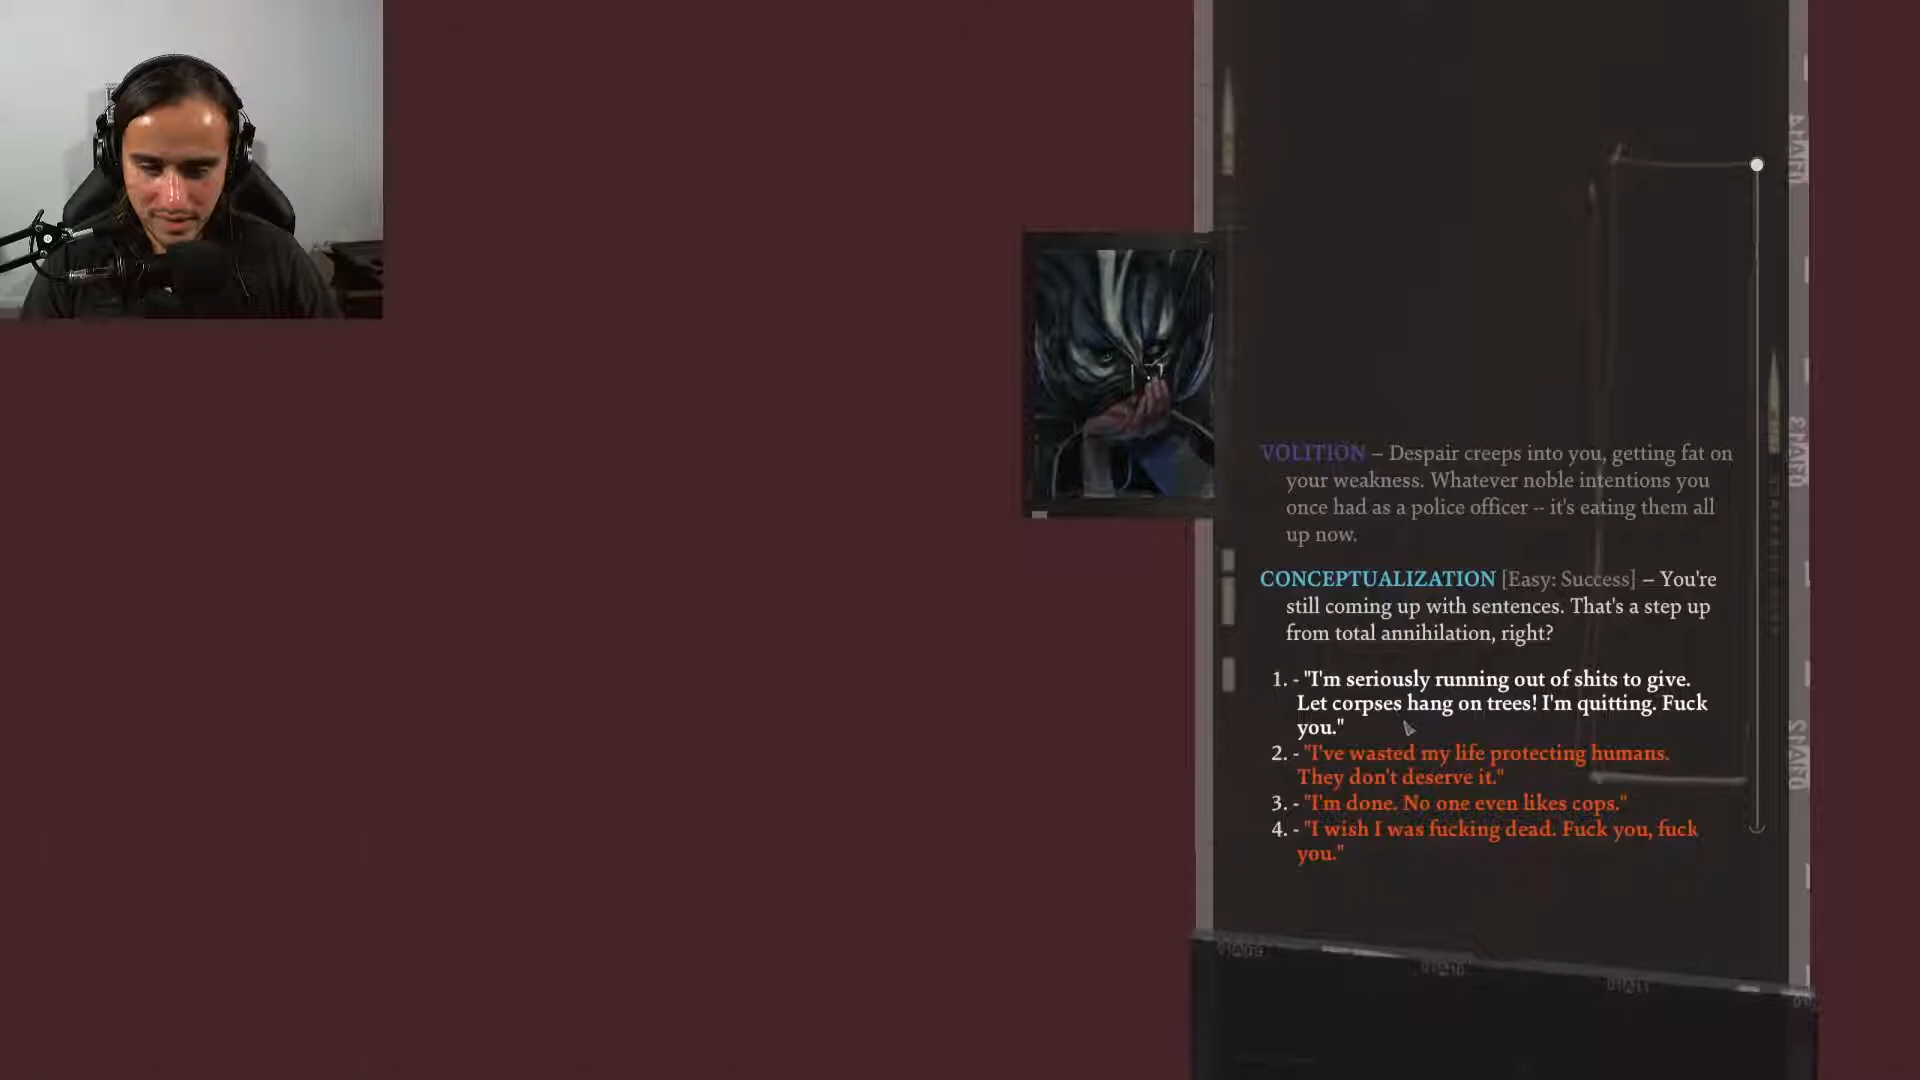 VOLITION – Despair creeps into you, getting fat on
your weakness. Whatever noble intentions you
once had as a police officer -- it's eating them all
up now.
CONCEPTUALIZATION [Easy: Success] – You're
still coming up with sentences. That's a step up
from total annihilation, right?
1. - "I'm seriously running out of shits to give.
Let corpses hang on trees! I'm quitting. Fuck
you."
2. - "I've wasted my life protecting humans.
They don't deserve it."
3. - "I'm done. No one even likes cops."
4. - "I wish I was fucking dead. Fuck you, fuck
you."